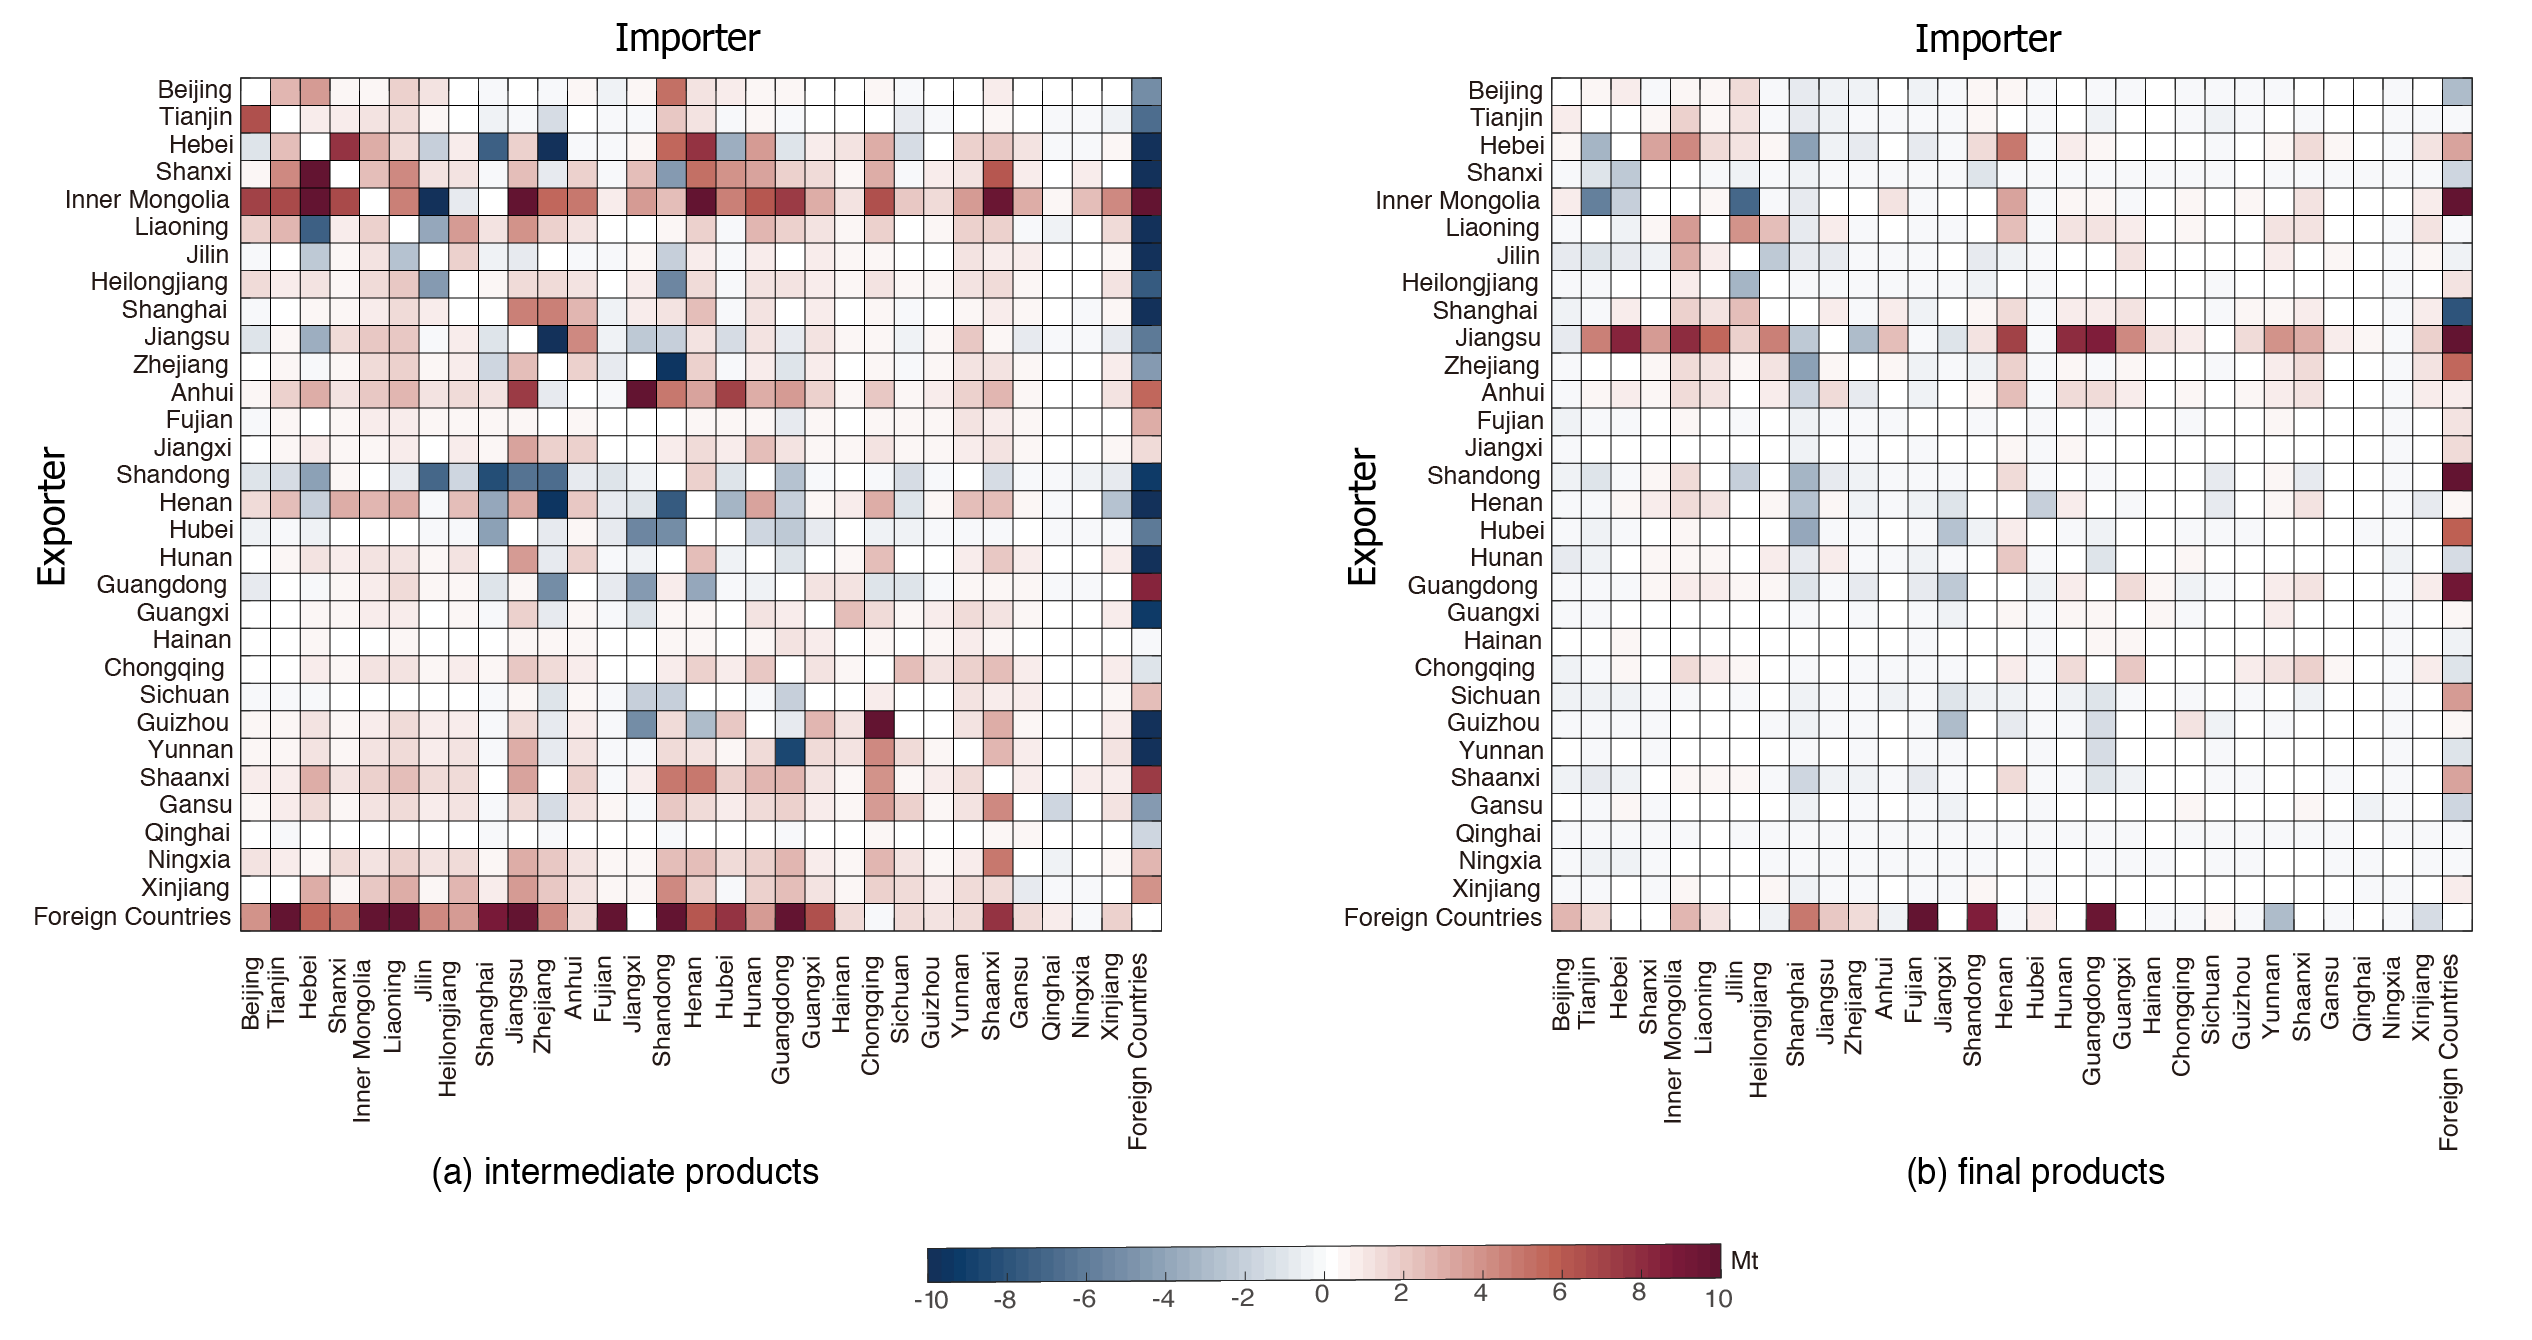 Importer
Exporter
Beijing
Tianjin
Hebei
Shanxi
Inner Mongolia
Liaoning
Jilin
Heilongjiang
Shanghai
Jiangsu
Zhejiang
Anhui
Fujian
Jiangxi
Shandong
Henan
Hubei
Hunan
Guangdong
Guangxi
Hainan
Chongqing
Sichuan
Guizhou
Yunnan
Shaanxi
Gansu
Qinghai
Ningxia
Xinjiang
Foreign Countries
Beijing
Tianjin
Hebei
Shanxi
Inner Mongolia
Liaoning
Jilin
Heilongjiang
Shanghai
Jiangsu
Zhejiang
Anhui
Fujian
Jiangxi
Shandong
Henan
Hubei
Hunan
Guangdong
Guangxi
Hainan
Chongqing
Sichuan
Guizhou
Yunnan
Shaanxi
Gansu
Qinghai
Ningxia
Xinjiang
Foreign Countries
(a) intermediate products
Importer
Exporter
Beijing
Tianjin
Hebei
Shanxi
Inner Mongolia
Liaoning
Jilin
Heilongjiang
Shanghai
Jiangsu
Zhejiang
Anhui
Fujian
Jiangxi
Shandong
Henan
Hubei
Hunan
Guangdong
Guangxi
Hainan
Chongqing
Sichuan
Guizhou
Yunnan
Shaanxi
Gansu
Qinghai
Ningxia
Xinjiang
Foreign Countries
Beijing
Tianjin
Hebei
Shanxi
Inner Mongolia
Liaoning
Jilin
Heilongjiang
Shanghai
Jiangsu
Zhejiang
Anhui
Fujian
Jiangxi
Shandong
Henan
Hubei
Hunan
Guangdong
Guangxi
Hainan
Chongqing
Sichuan
Guizhou
Yunnan
Shaanxi
Gansu
Qinghai
Ningxia
Xinjiang
Foreign Countries
(b) final products
Mt
-10 -8 -6 -4 -2 0 2 4 6 8 10